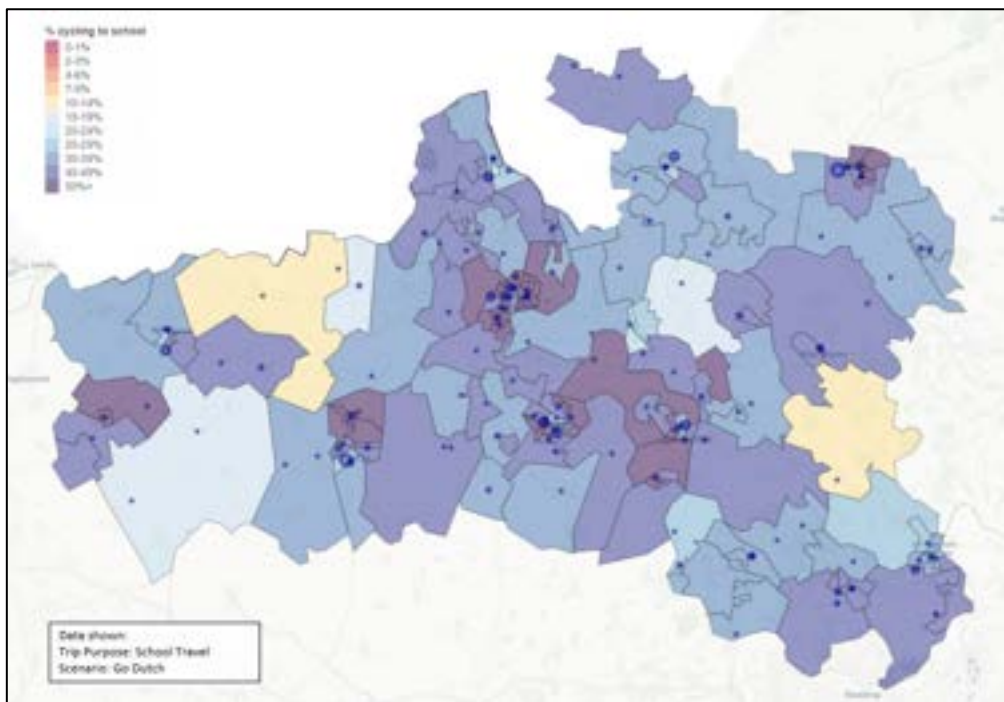 % cycling to school
0-1%
2-3%
4-6%
7-9%
10-14%
15-19%
20-24%
25-29%
30-39%
40-49%
50%+
Data shown:
Trip Purpose: School Travel
Scenario: Go Dutch